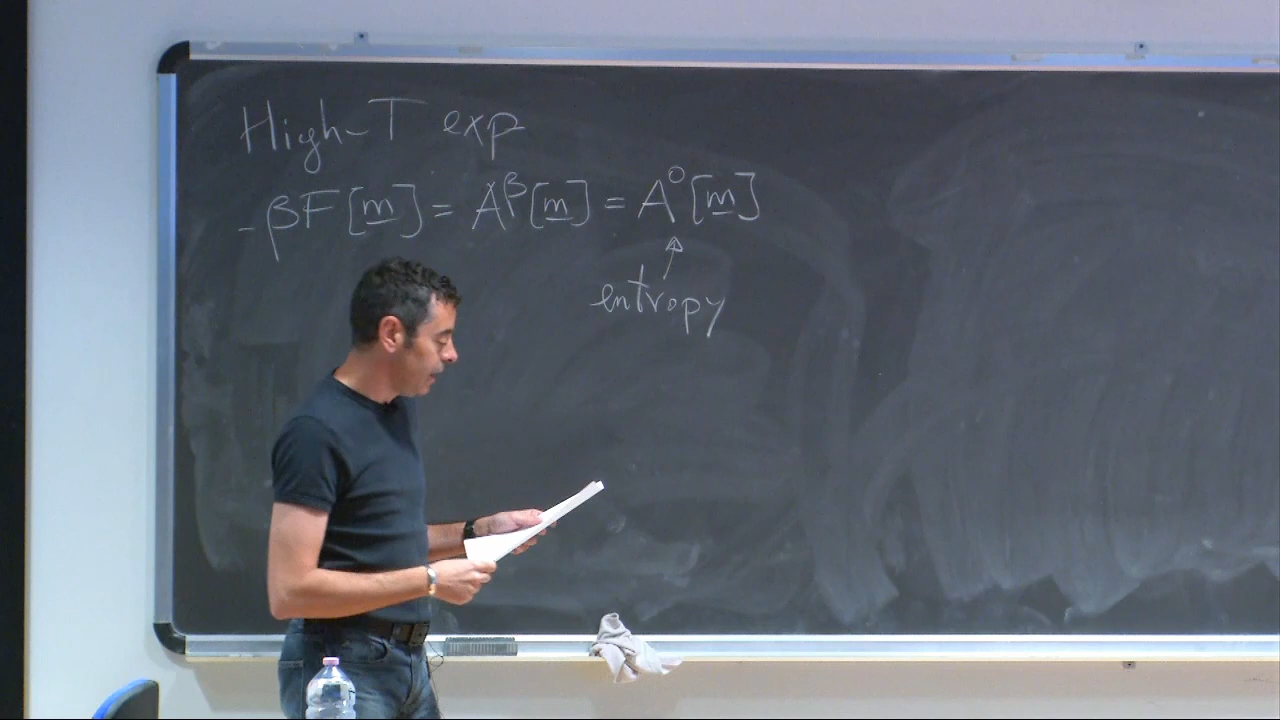 High-T exp
-βF[m] = A^β[m] = A^0[m]
entropy